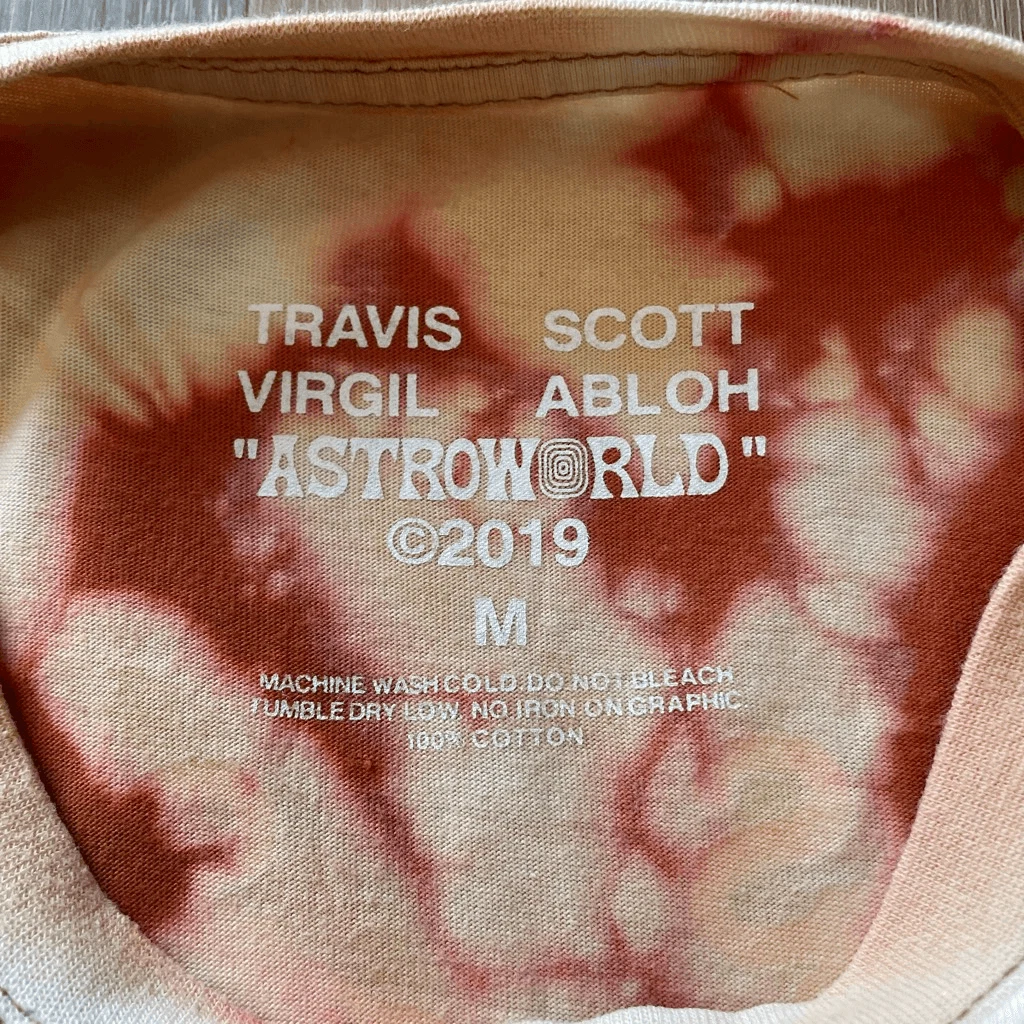 TRAVIS SCOTT
VIRGIL ABLOH
"ASTROWORLD"
©2019
M
MACHINE WASH COLD. DO NOT BLEACH
TUMBLE DRY LOW. NO IRON ON GRAPHIC
100% COTTON